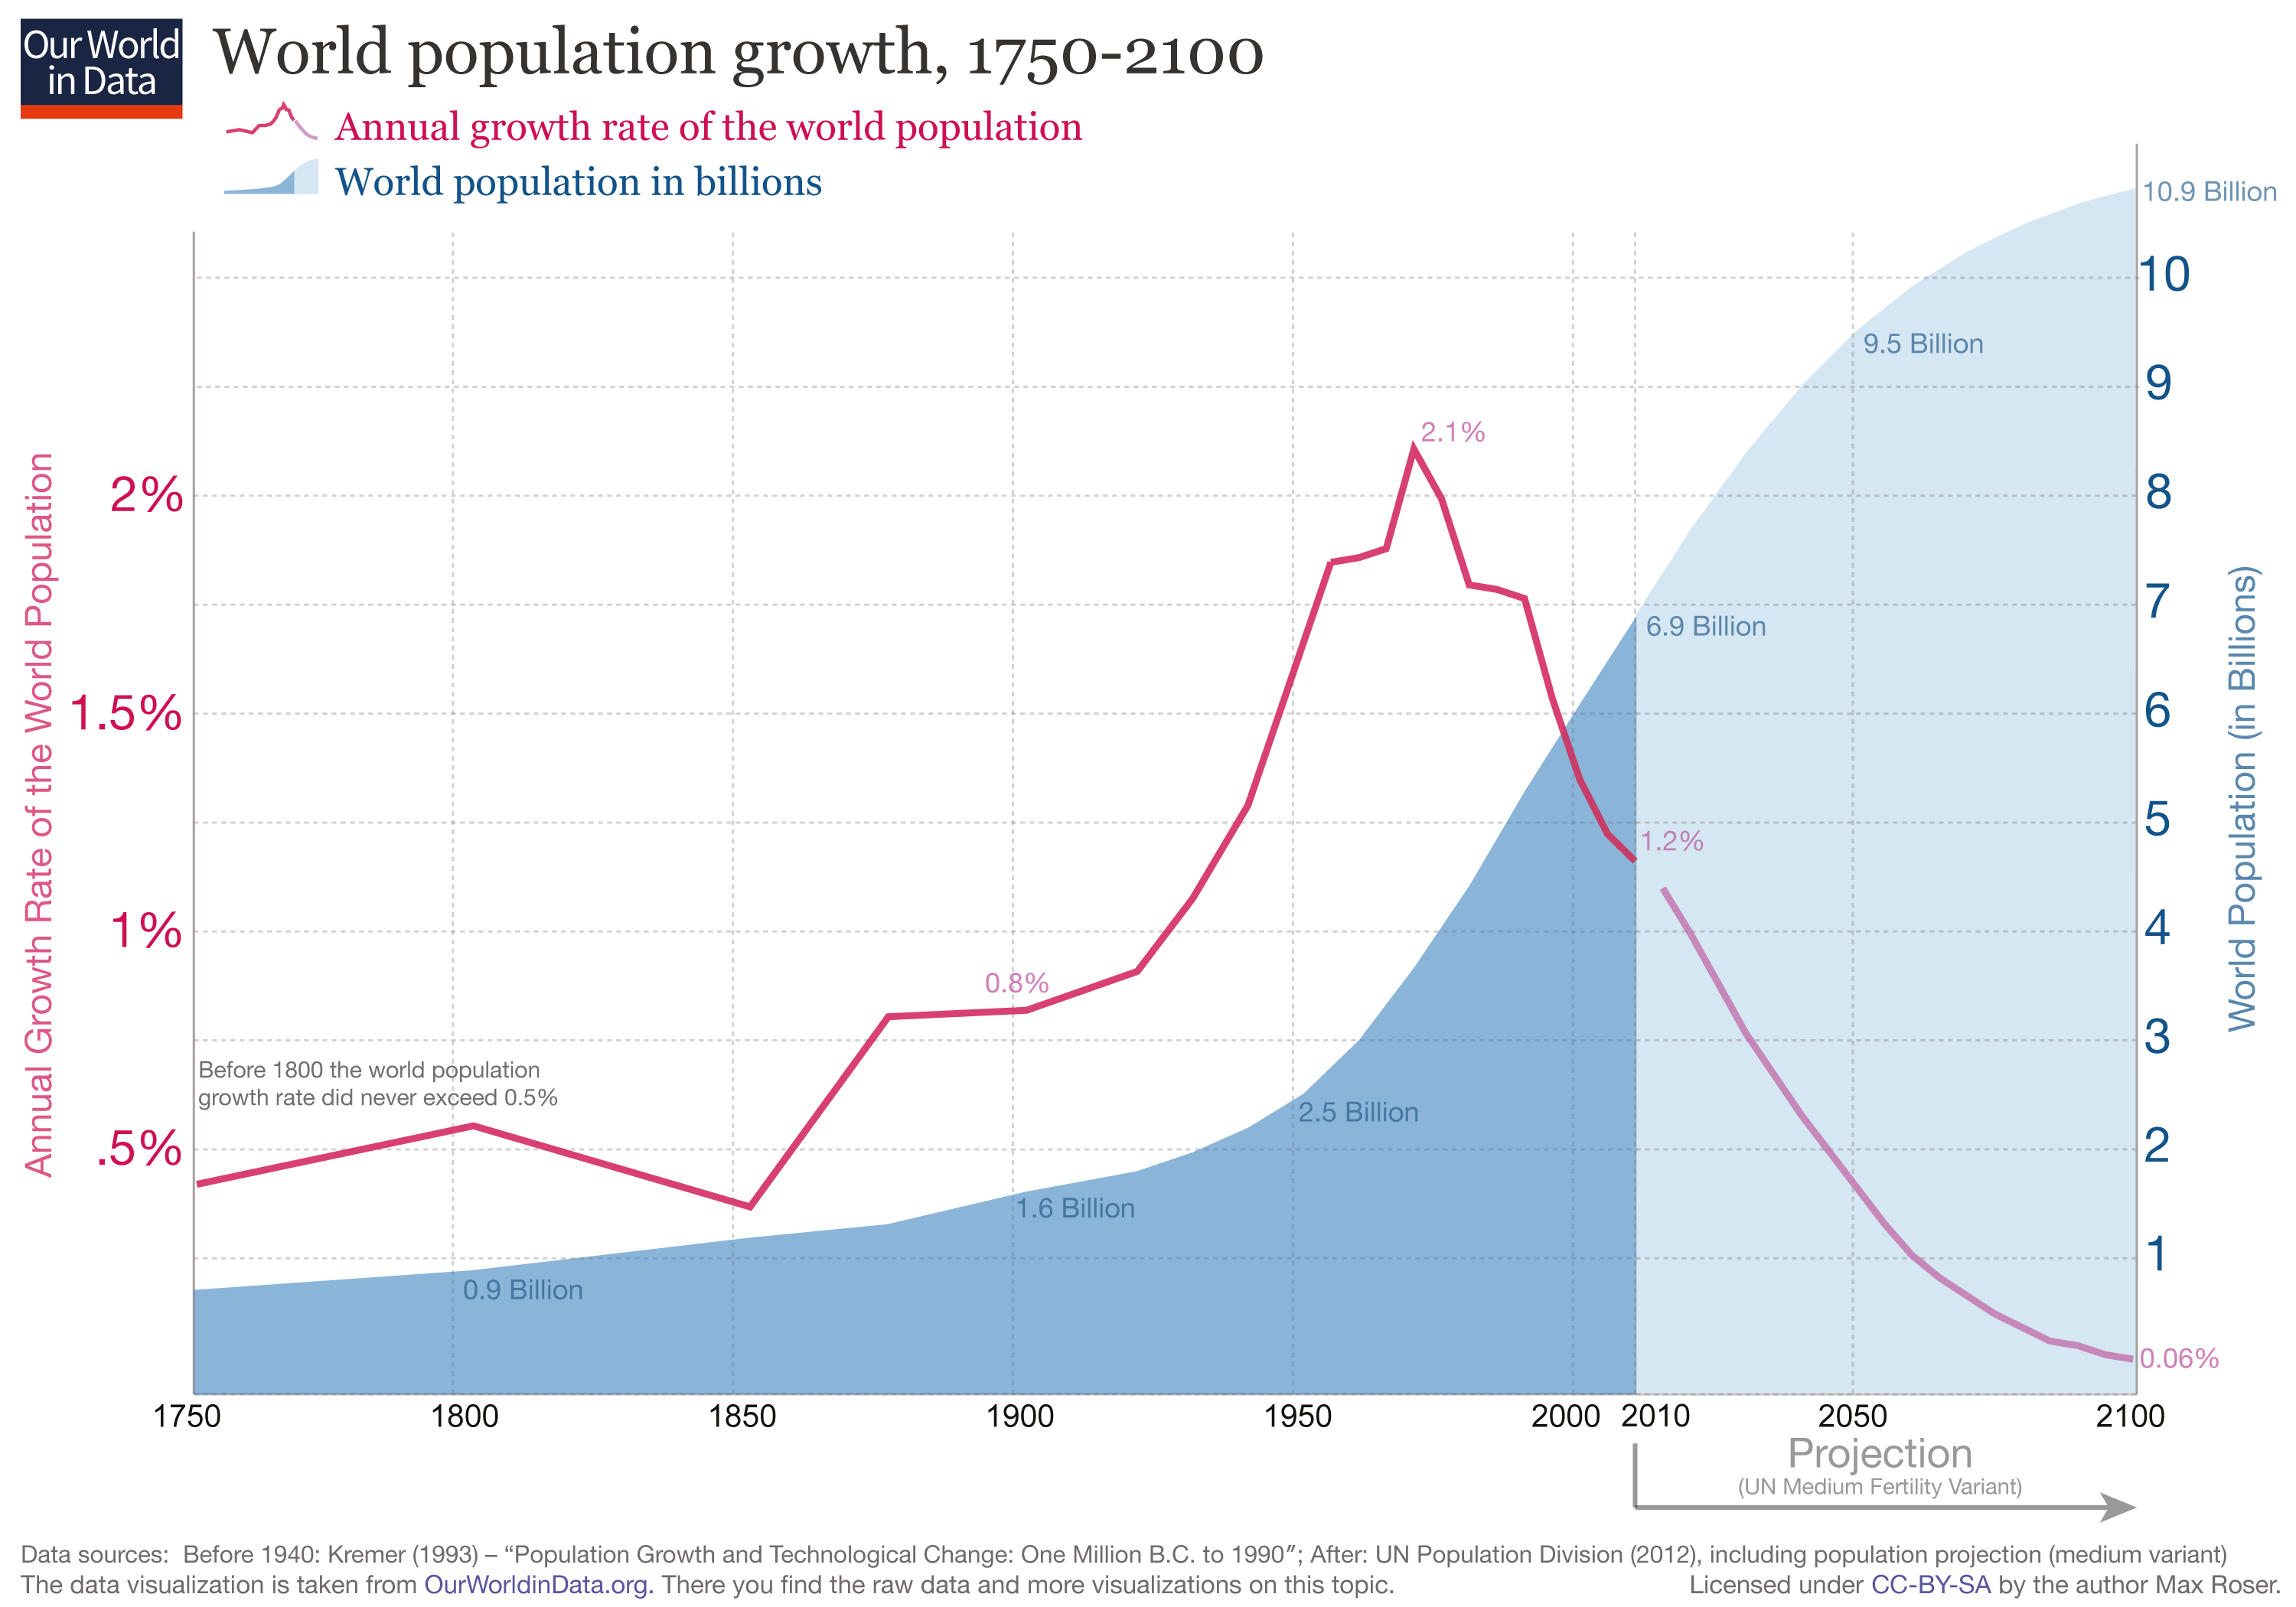 Our World
in Data
World population growth, 1750-2100
Annual growth rate of the world population
World population in billions
10.9 Billion
10
9.5 Billion
9
2.1%
2%
8
Annual Growth Rate of the World Population
World Population (in Billions)
7
6.9 Billion
1.5%
6
5
1.2%
1%
4
0.8%
3
Before 1800 the world population
growth rate did never exceed 0.5%
2.5 Billion
.5%
2
1.6 Billion
1
0.9 Billion
0.06%
1750 1800 1850 1900 1950 2000 2010 2050 2100
Projection
(UN Medium Fertility Variant)
Data sources:  Before 1940: Kremer (1993) – “Population Growth and Technological Change: One Million B.C. to 1990″; After: UN Population Division (2012), including population projection (medium variant)
The data visualization is taken from OurWorldinData.org. There you find the raw data and more visualizations on this topic.
Licensed under CC-BY-SA by the author Max Roser.